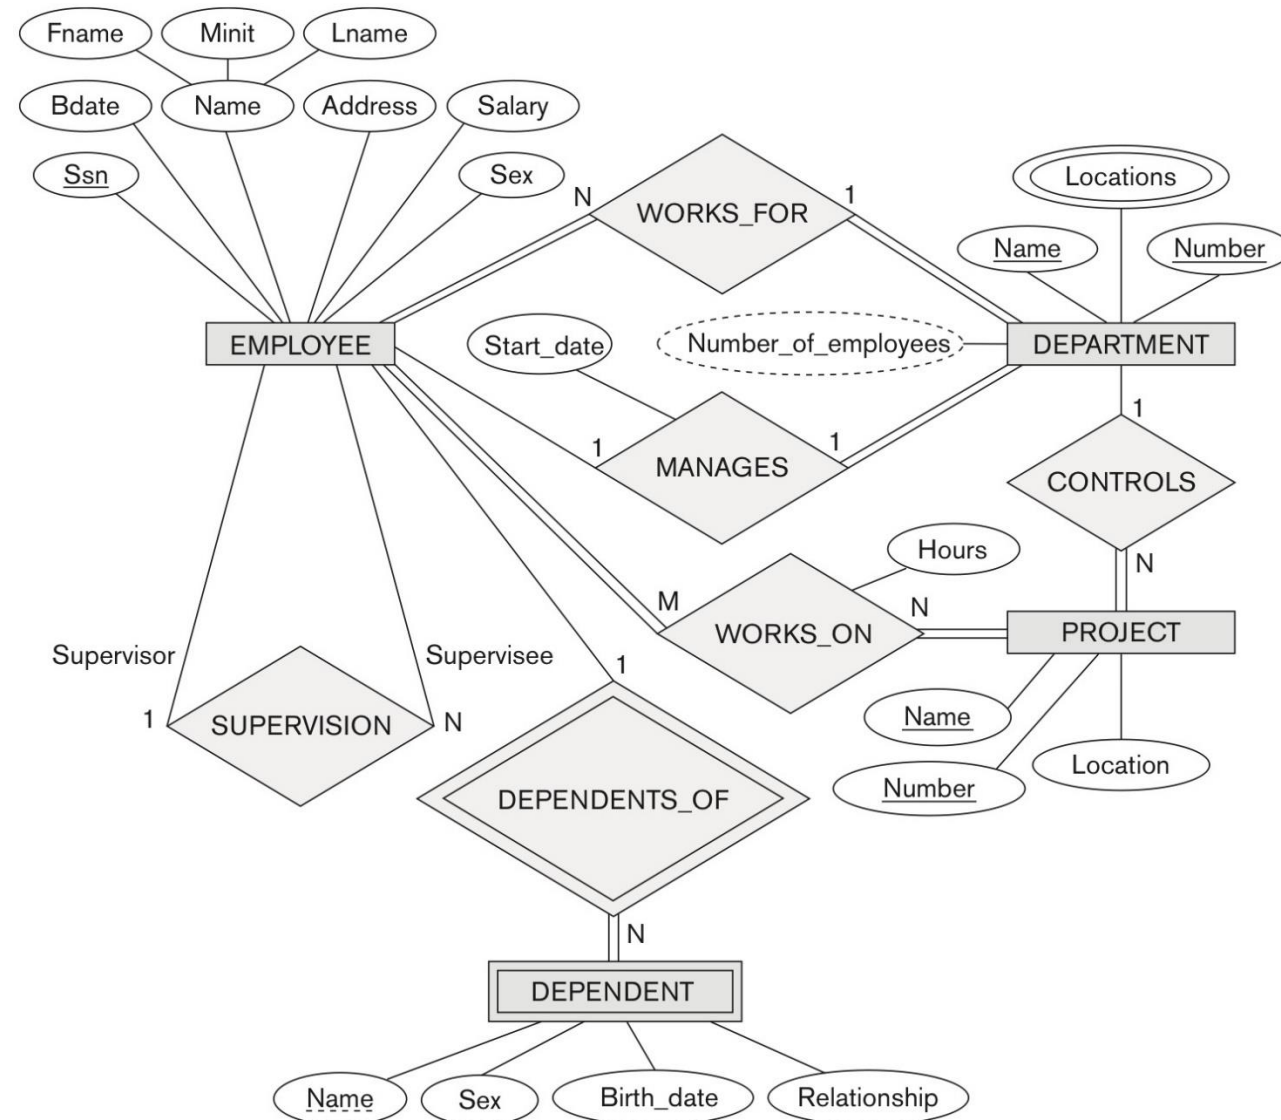 Fname Minit Lname
Bdate Name Address Salary
Ssn Sex
N WORKS_FOR 1
Locations
Name Number
EMPLOYEE Start_date Number_of_employees DEPARTMENT
1 MANAGES 1
1
CONTROLS
N
Hours
M WORKS_ON N
PROJECT
Supervisor Supervisee
1 SUPERVISION N
1
Name
Number
Location
DEPENDENTS_OF
N
DEPENDENT
Name Sex Birth_date Relationship